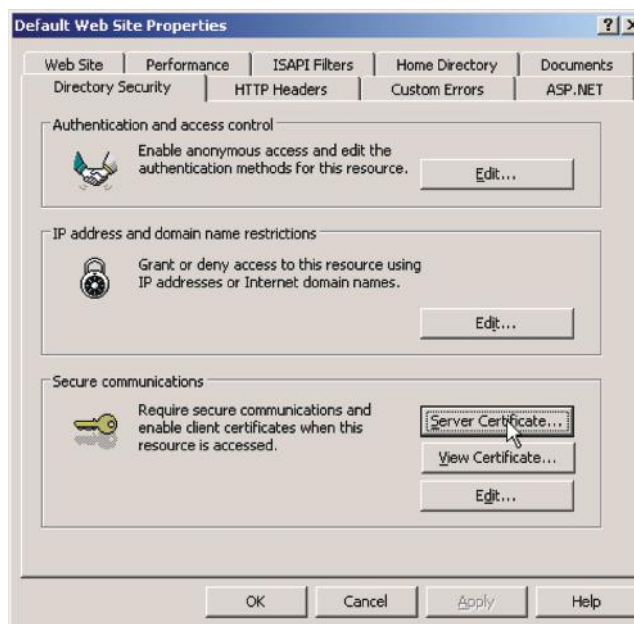 Default Web Site Properties
Web Site Performance ISAPI Filters Home Directory Documents
Directory Security HTTP Headers Custom Errors ASP.NET
Authentication and access control
Enable anonymous access and edit the
authentication methods for this resource.
Edit...
IP address and domain name restrictions
Grant or deny access to this resource using
IP addresses or Internet domain names.
Edit...
Secure communications
Require secure communications and
enable client certificates when this
resource is accessed.
Server Certificate...
View Certificate...
Edit...
OK Cancel Apply Help